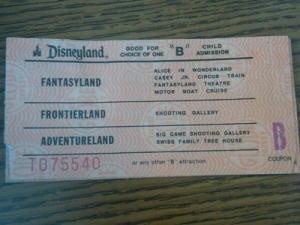 Disneyland. GOOD FOR CHOICE OF ONE "B" CHILD ADMISSION
FANTASYLAND
ALICE IN WONDERLAND
CASEY JR. CIRCUS TRAIN
FANTASYLAND THEATRE
MOTOR BOAT CRUISE
FRONTIERLAND SHOOTING GALLERY
ADVENTURELAND
BIG GAME SHOOTING GALLERY
SWISS FAMILY TREE HOUSE
B
COUPON
T075540 or any other "B" attraction